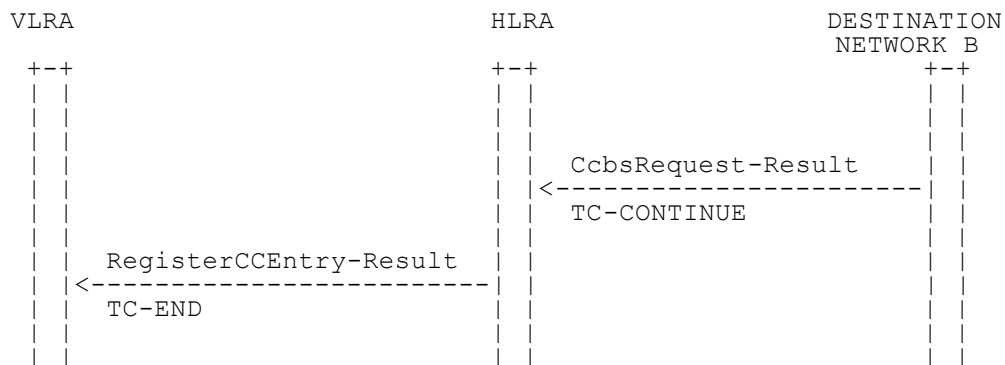 VLRA HLRA DESTINATION
NETWORK B
CcbsRequest-Result
TC-CONTINUE
RegisterCCEntry-Result
TC-END